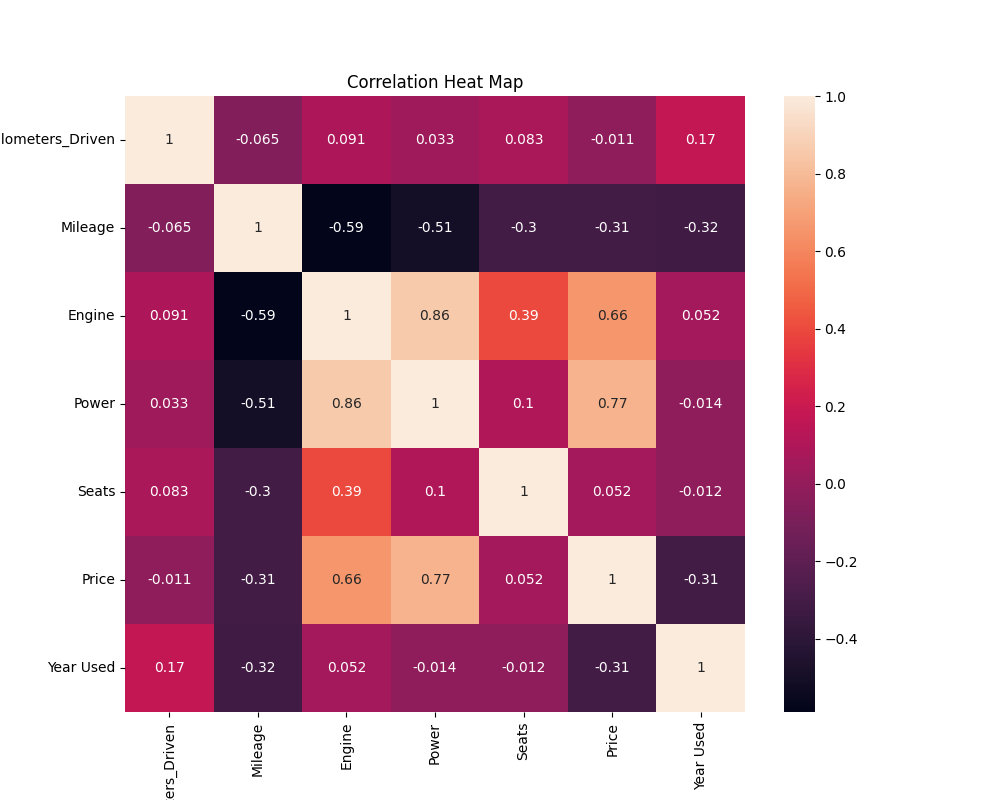 Correlation Heat Map
lometers_Driven 1 -0.065 0.091 0.033 0.083 -0.011 0.17
Mileage -0.065 1 -0.59 -0.51 -0.3 -0.31 -0.32
Engine 0.091 -0.59 1 0.86 0.39 0.66 0.052
Power 0.033 -0.51 0.86 1 0.1 0.77 -0.014
Seats 0.083 -0.3 0.39 0.1 1 0.052 -0.012
Price -0.011 -0.31 0.66 0.77 0.052 1 -0.31
Year Used 0.17 -0.32 0.052 -0.014 -0.012 -0.31 1
ers_Driven Mileage Engine Power Seats Price Year Used
1.0
0.8
0.6
0.4
0.2
0.0
−0.2
−0.4